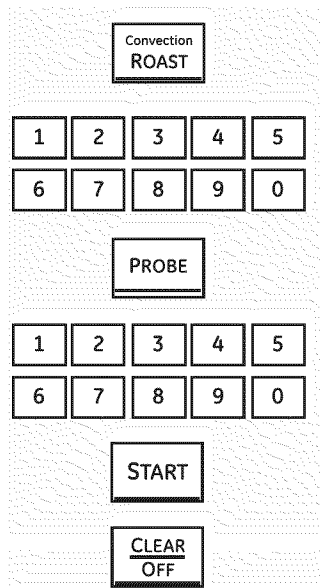 Convection
ROAST
1 2 3 4 5
6 7 8 9 0
PROBE
1 2 3 4 5
6 7 8 9 0
START
CLEAR
OFF